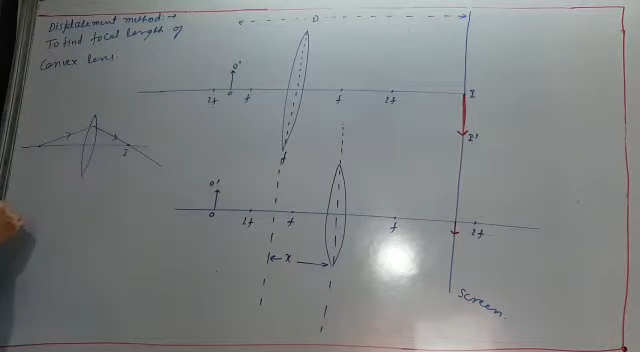 Displacement method:→
To find focal length of
Convex lens.
D
O'
2f O f f 2f I
I'
I
f
O'
O 2f f f 2f
x
Screen.